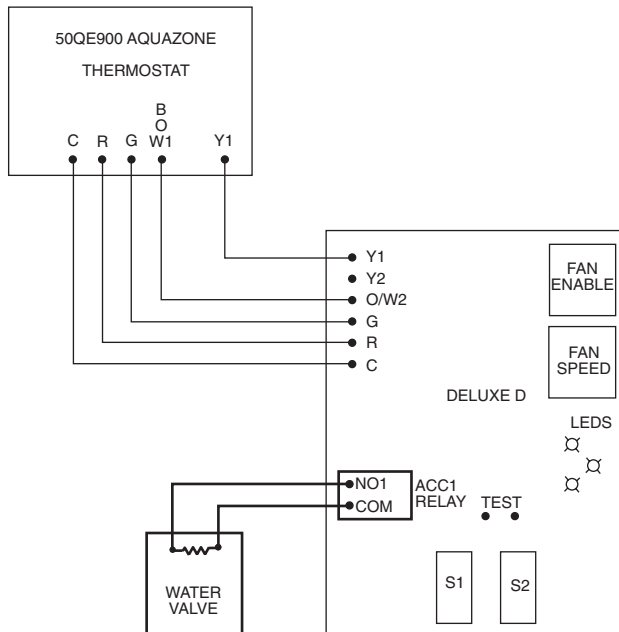 50QE900 AQUAZONE
THERMOSTAT
B
O
C R G W1 Y1
Y1
Y2
O/W2
G
R
C
FAN
ENABLE
FAN
SPEED
DELUXE D
LEDS
NO1
COM
ACC1
RELAY
TEST
S1
S2
WATER
VALVE